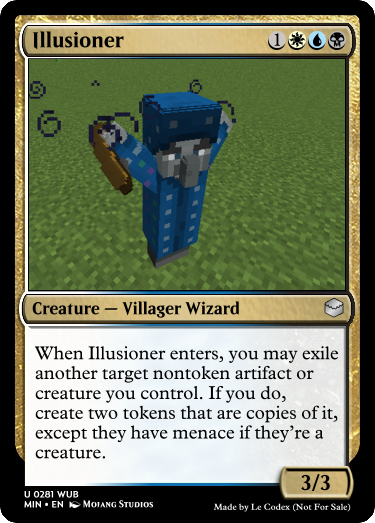 Illusioner 1
Creature — Villager Wizard
When Illusioner enters, you may exile
another target nontoken artifact or
creature you control. If you do,
create two tokens that are copies of it,
except they have menace if they're a
creature.
3/3
U 0281 WUB
MIN • EN Mojang Studios
Made by Le Codex (Not For Sale)